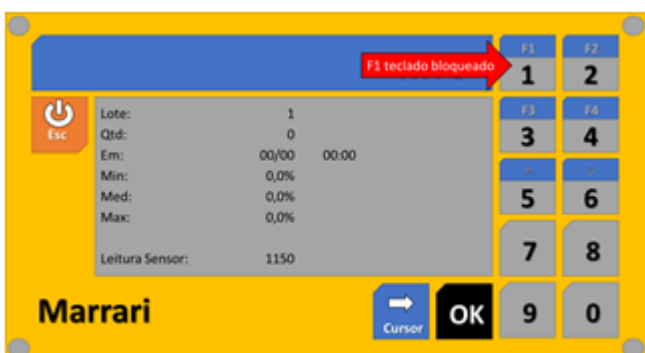 F1 teclado bloqueado
F1
1
F2
2
Esc
Lote: 1
Qtd: 0
Em: 00/00 00:00
Min: 0,0%
Med: 0,0%
Max: 0,0%
Leitura Sensor: 1150
F3
3
F4
4
5
6
7
8
Marrari
Cursor
OK
9
0